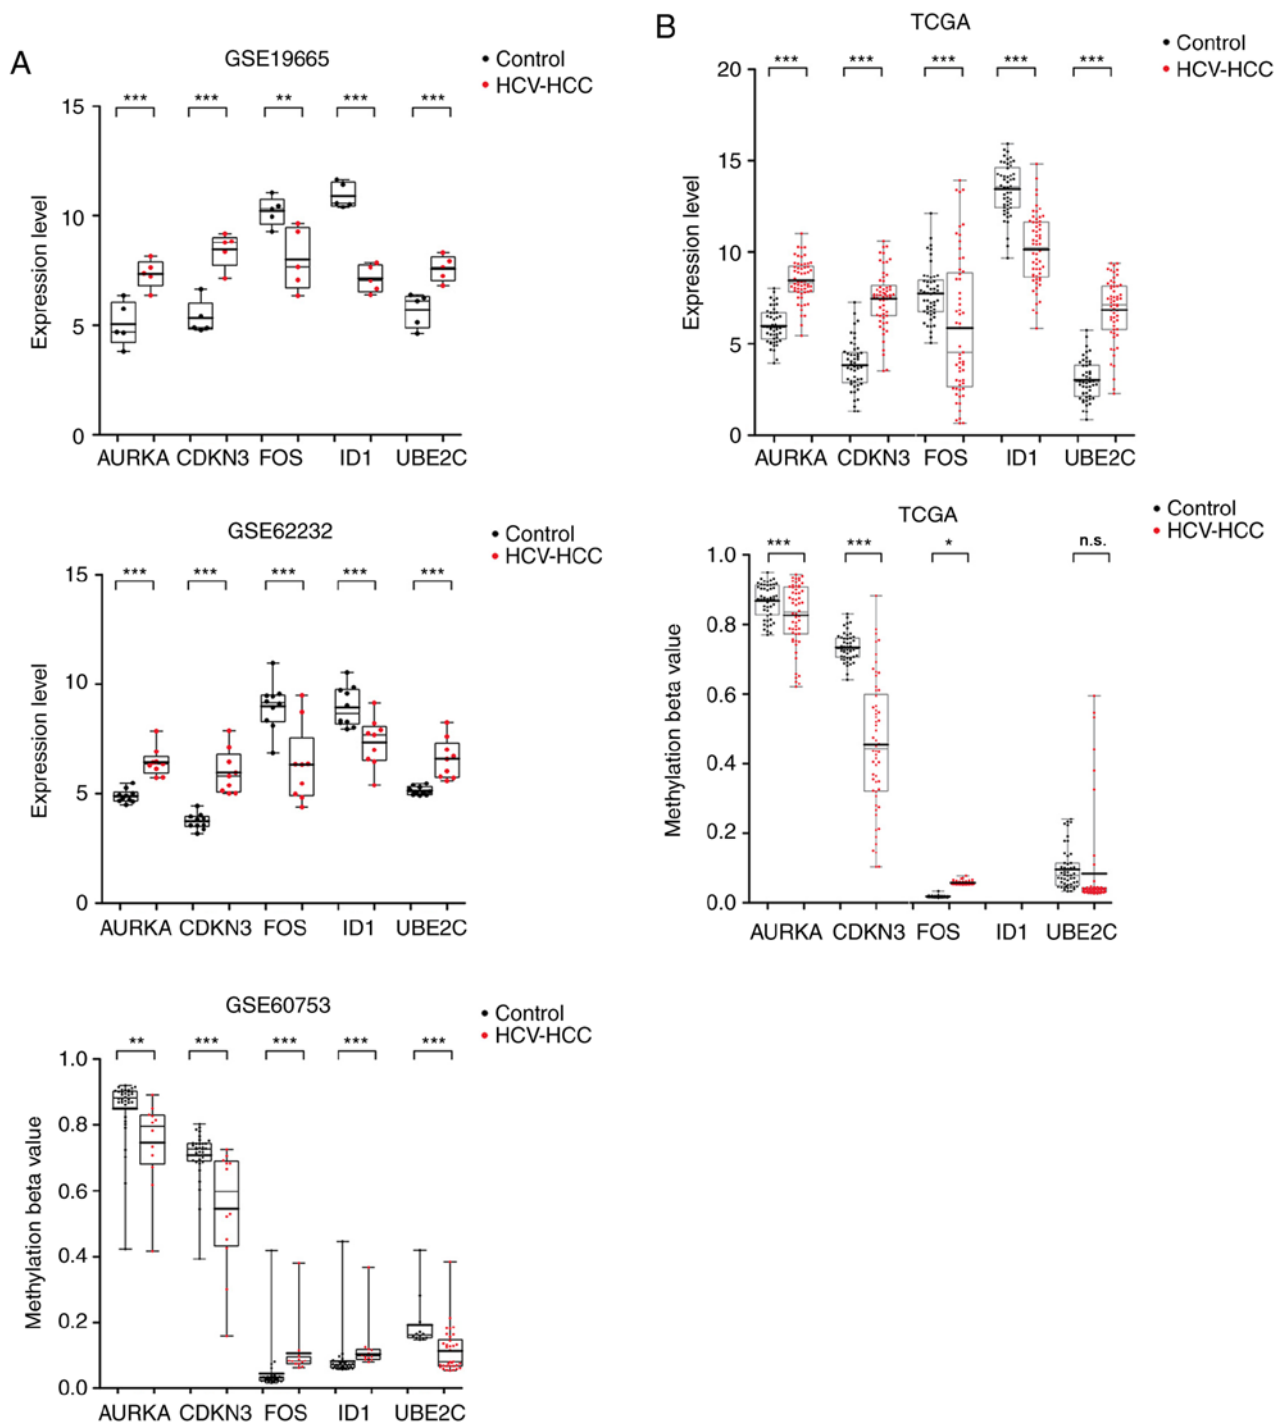 A
GSE19665
Control
HCV-HCC
*** *** ** *** ***
Expression level
15
10
5
0
AURKA CDKN3 FOS ID1 UBE2C
GSE62232
Control
HCV-HCC
*** *** *** *** ***
Expression level
15
10
5
0
AURKA CDKN3 FOS ID1 UBE2C
GSE60753
Control
HCV-HCC
** *** *** *** ***
Methylation beta value
1.0
0.8
0.6
0.4
0.2
0.0
AURKA CDKN3 FOS ID1 UBE2C
B
TCGA
Control
HCV-HCC
*** *** *** *** ***
Expression level
20
15
10
5
0
AURKA CDKN3 FOS ID1 UBE2C
TCGA
Control
HCV-HCC
*** *** * n.s.
Methylation beta value
1.0
0.8
0.6
0.4
0.2
0.0
AURKA CDKN3 FOS ID1 UBE2C